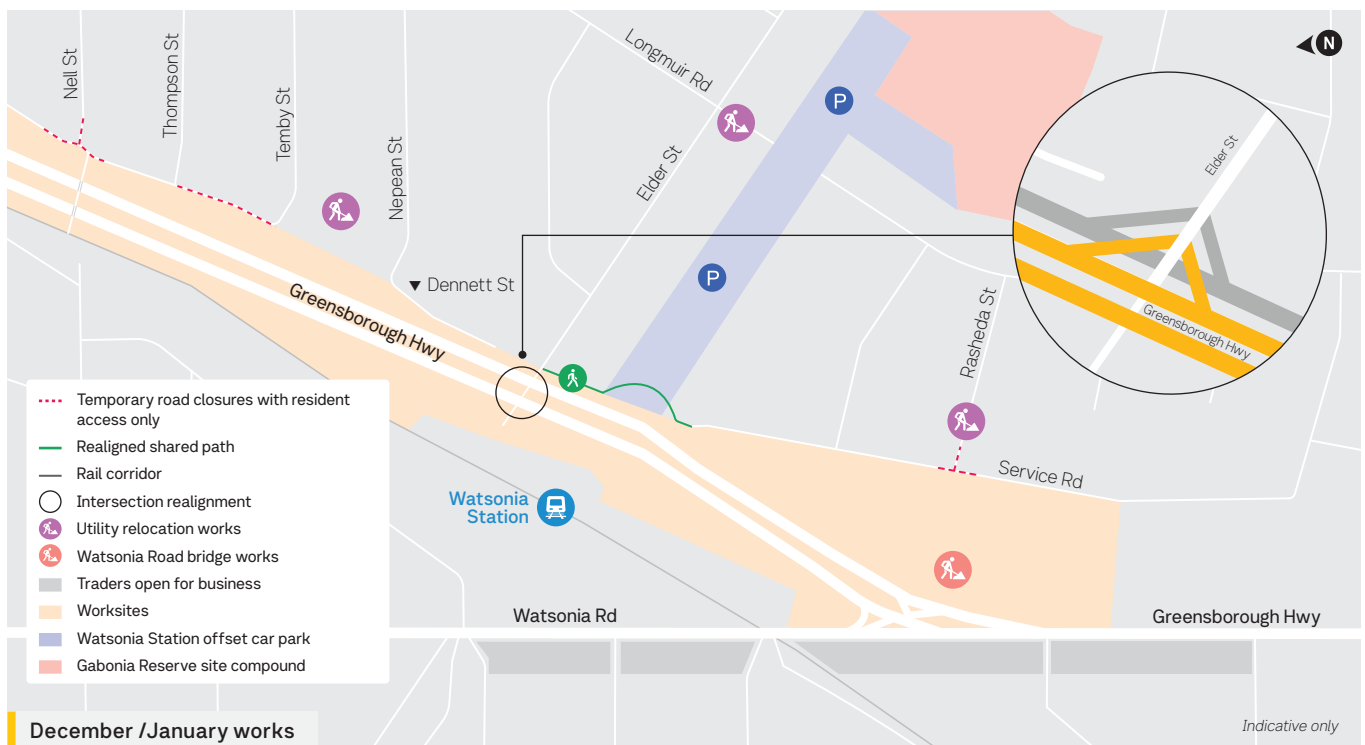 N
Nell St
Thompson St
Temby St
Nepean St
Longmuir Rd
P
Elder St
Elder St
P
Dennett St
Greensborough Hwy
Greensborough Hwy
Rasheda St
Service Rd
Watsonia
Station
Temporary road closures with resident
access only
Realigned shared path
Rail corridor
Intersection realignment
Utility relocation works
Watsonia Road bridge works
Traders open for business
Worksites
Watsonia Station offset car park
Gabonia Reserve site compound
Watsonia Rd
Greensborough Hwy
December /January works
Indicative only